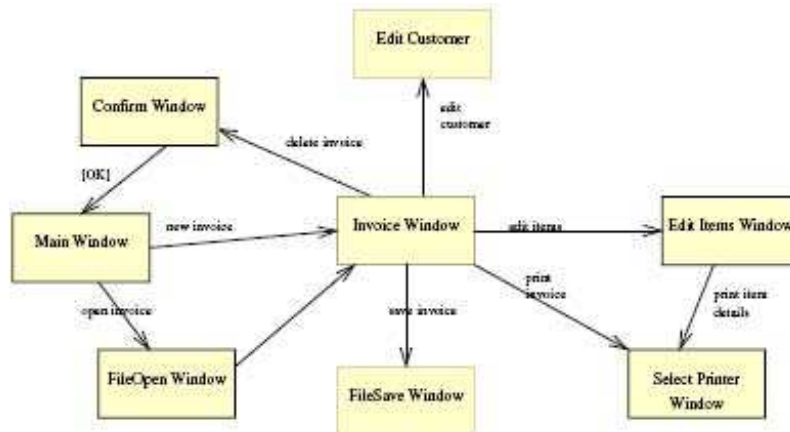 Edit Customer
Confirm Window
edit
customer
delete invoice
[OK]
Main Window
new invoice
Invoice Window
edit items
Edit Items Window
open invoice
save invoice
print
invoice
print item
details
FileOpen Window
FileSave Window
Select Printer
Window